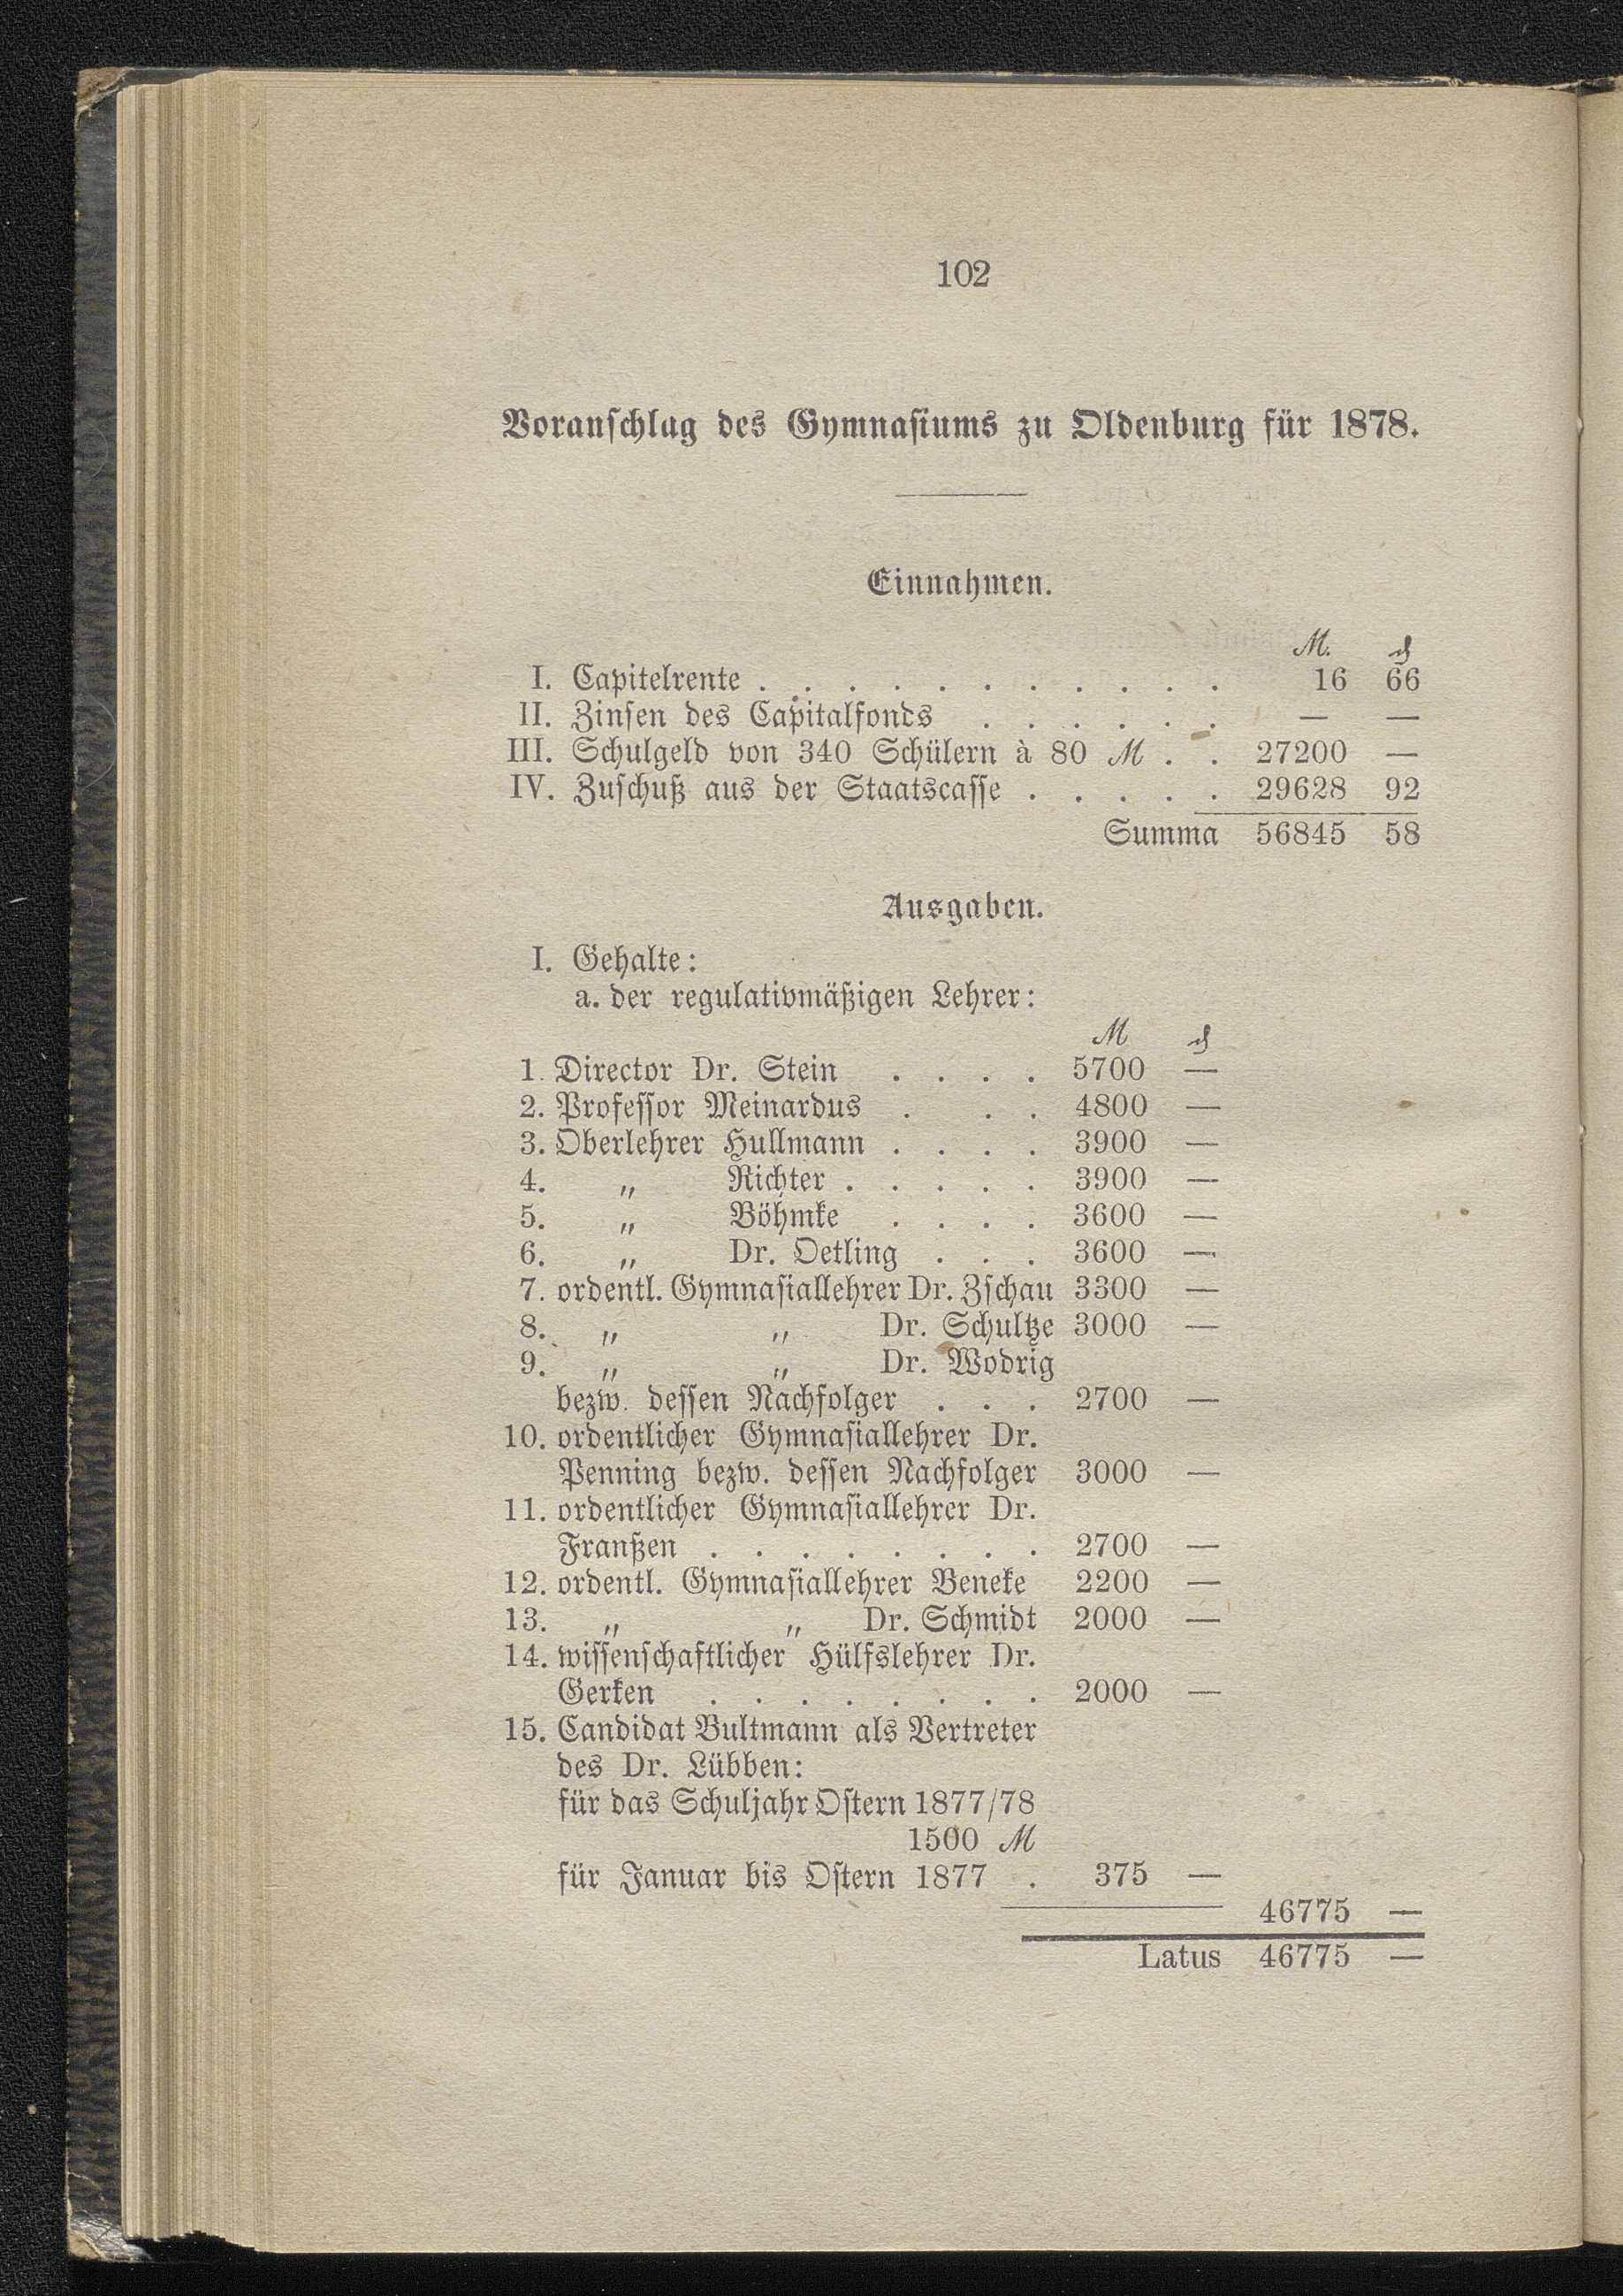 102
Voranschlag des Gymnasiums zu Oldenburg für 1878.
Einnahmen.
M. ₰
I. Capitelrente . . . . . . . . . . . 16 66
II. Zinsen des Capitalfonds . . . . . . — —
III. Schulgeld von 340 Schülern à 80 M . . 27200 —
IV. Zuschuß aus der Staatscasse . . . . . 29628 92
Summa 56845 58
Ausgaben.
I. Gehalte:
a. der regulativmäßigen Lehrer:
M ₰
1. Director Dr. Stein . . . . 5700 —
2. Professor Meinardus . . . 4800 —
3. Oberlehrer Hullmann . . . . 3900 —
4. „ Richter . . . . . 3900 —
5. „ Böhmke . . . . 3600 —
6. „ Dr. Oetling . . . 3600 —
7. ordentl. Gymnasiallehrer Dr. Zschau 3300 —
8. „ „ Dr. Schultze 3000 —
9. „ „ Dr. Wodrig
bezw. dessen Nachfolger . . . 2700 —
10. ordentlicher Gymnasiallehrer Dr.
Penning bezw. dessen Nachfolger 3000 —
11. ordentlicher Gymnasiallehrer Dr.
Franßen . . . . . . . . 2700 —
12. ordentl. Gymnasiallehrer Beneke 2200 —
13. „ „ Dr. Schmidt 2000 —
14. wissenschaftlicher Hülfslehrer Dr.
Gerken . . . . . . . . 2000 —
15. Candidat Bultmann als Vertreter
des Dr. Lübben:
für das Schuljahr Ostern 1877/78
1500 M
für Januar bis Ostern 1877 . 375 —
46775 —
Latus 46775 —